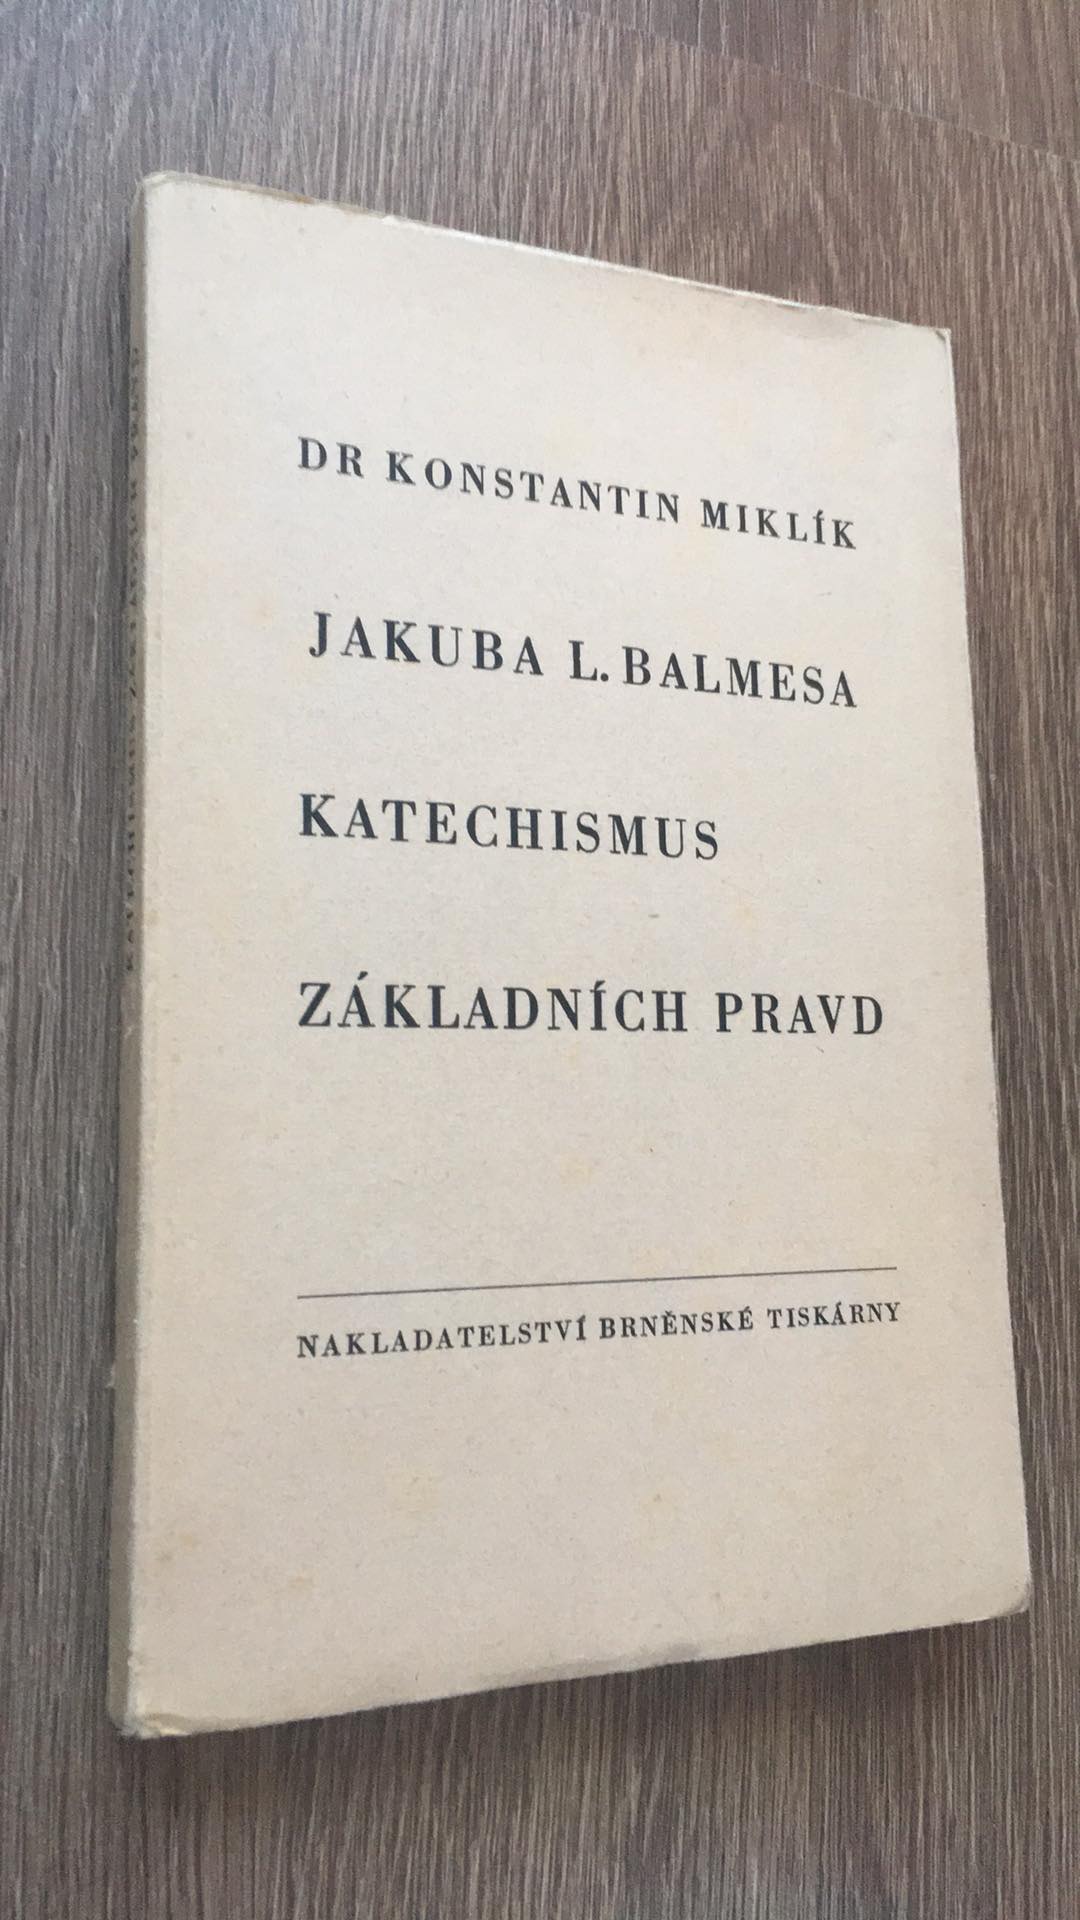 DR KONSTANTIN MIKLÍK
JAKUBA L. BALMESA
KATECHISMUS
ZÁKLADNÍCH PRAVD
NAKLADATELSTVÍ BRNĚNSKÉ TISKÁRNY